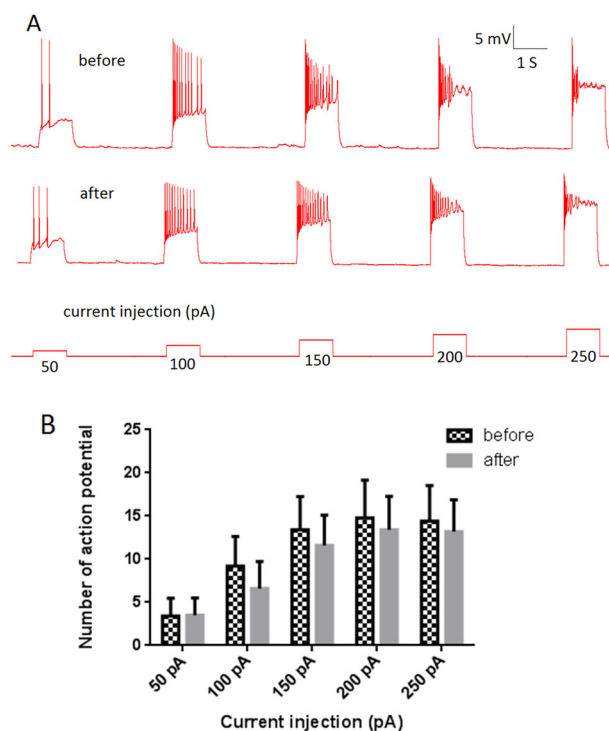 A
before
5 mV
1 S
after
current injection (pA)
50
100
150
200
250
B
Number of action potential
25
20
15
10
5
0
before
after
50 pA
100 pA
150 pA
200 pA
250 pA
Current injection (pA)